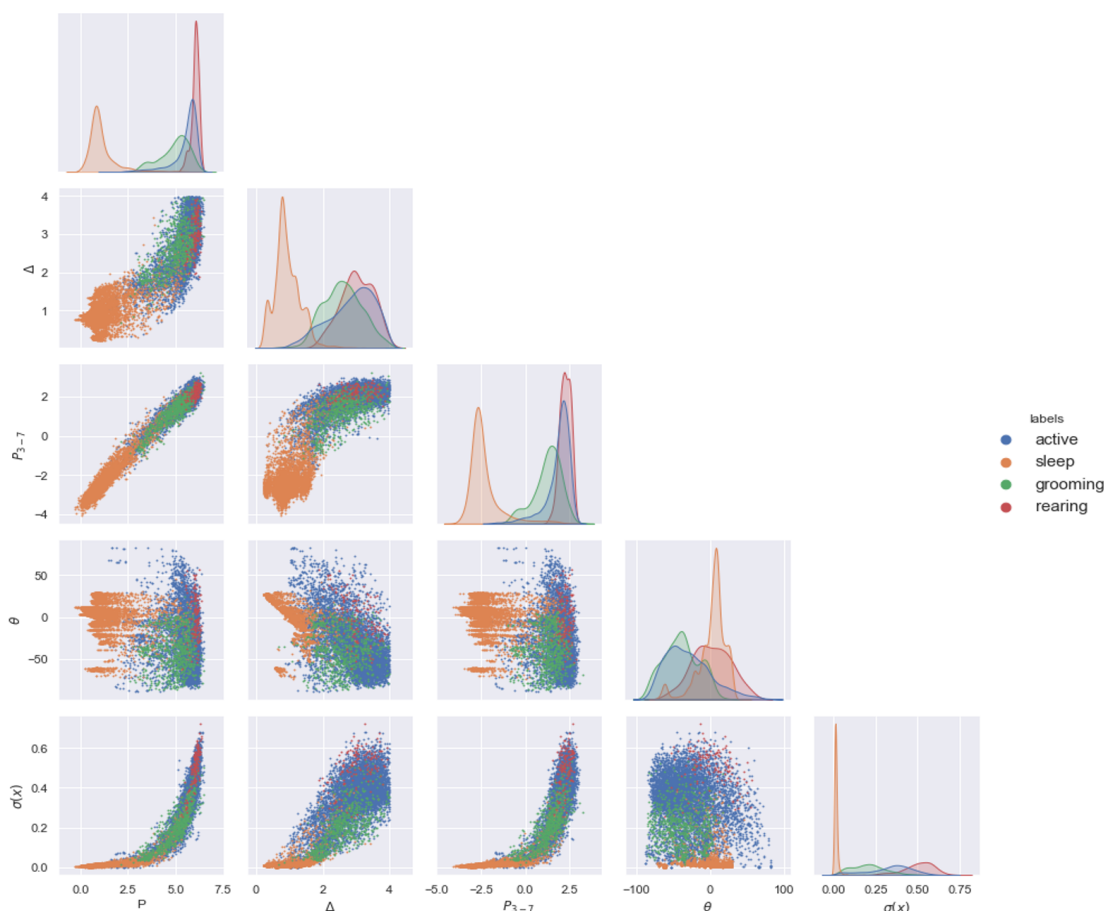 4
3
2
1
Δ
2
0
−2
−4
P3−7
labels
active
sleep
grooming
rearing
50
0
−50
θ
0.6
0.4
0.2
0.0
σ(x)
0.0 2.5 5.0 7.5
0 2 4
−5.0 −2.5 0.0 2.5
−100 0 100
0.00 0.25 0.50 0.75
P Δ P3−7 θ σ(x)